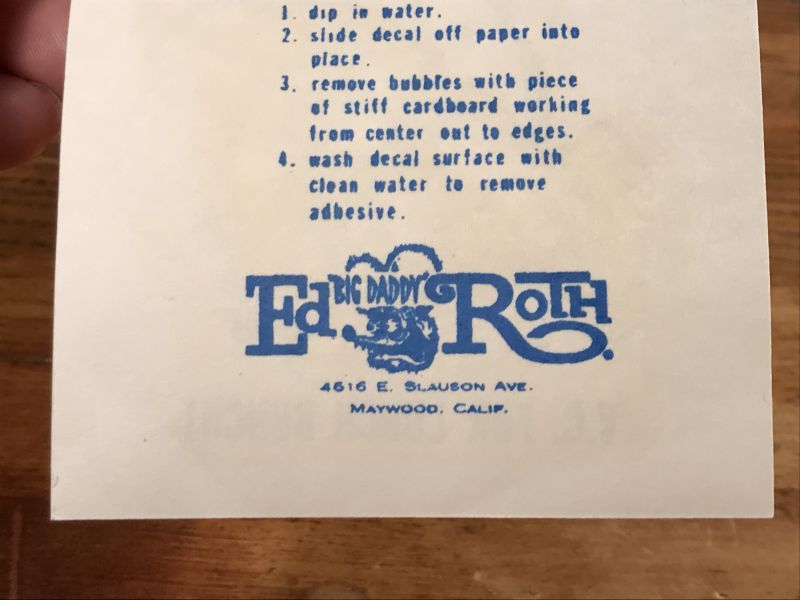 1. dip in water.
2. slide decal off paper into
place.
3. remove bubbles with piece
of stiff cardboard working
from center out to edges.
4. wash decal surface with
clean water to remove
adhesive.
Ed "BIG DADDY" ROTH
4616 E. SLAUSON AVE.
MAYWOOD. CALIF.